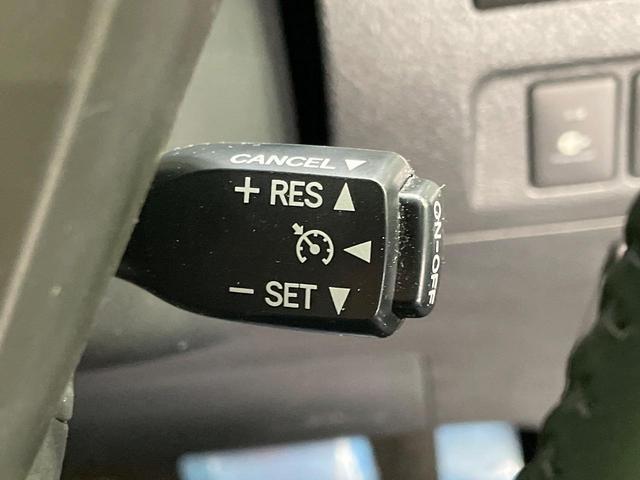 CANCEL ▼
+ RES ▲
◀
− SET ▼
ON-OFF